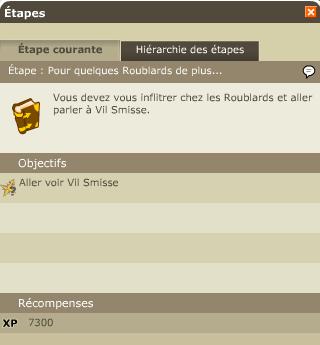 Étapes
Étape courante
Hiérarchie des étapes
Étape : Pour quelques Roublards de plus...
Vous devez vous inflitrer chez les Roublards et aller
parler à Vil Smisse.
Objectifs
Aller voir Vil Smisse
Récompenses
XP 7300